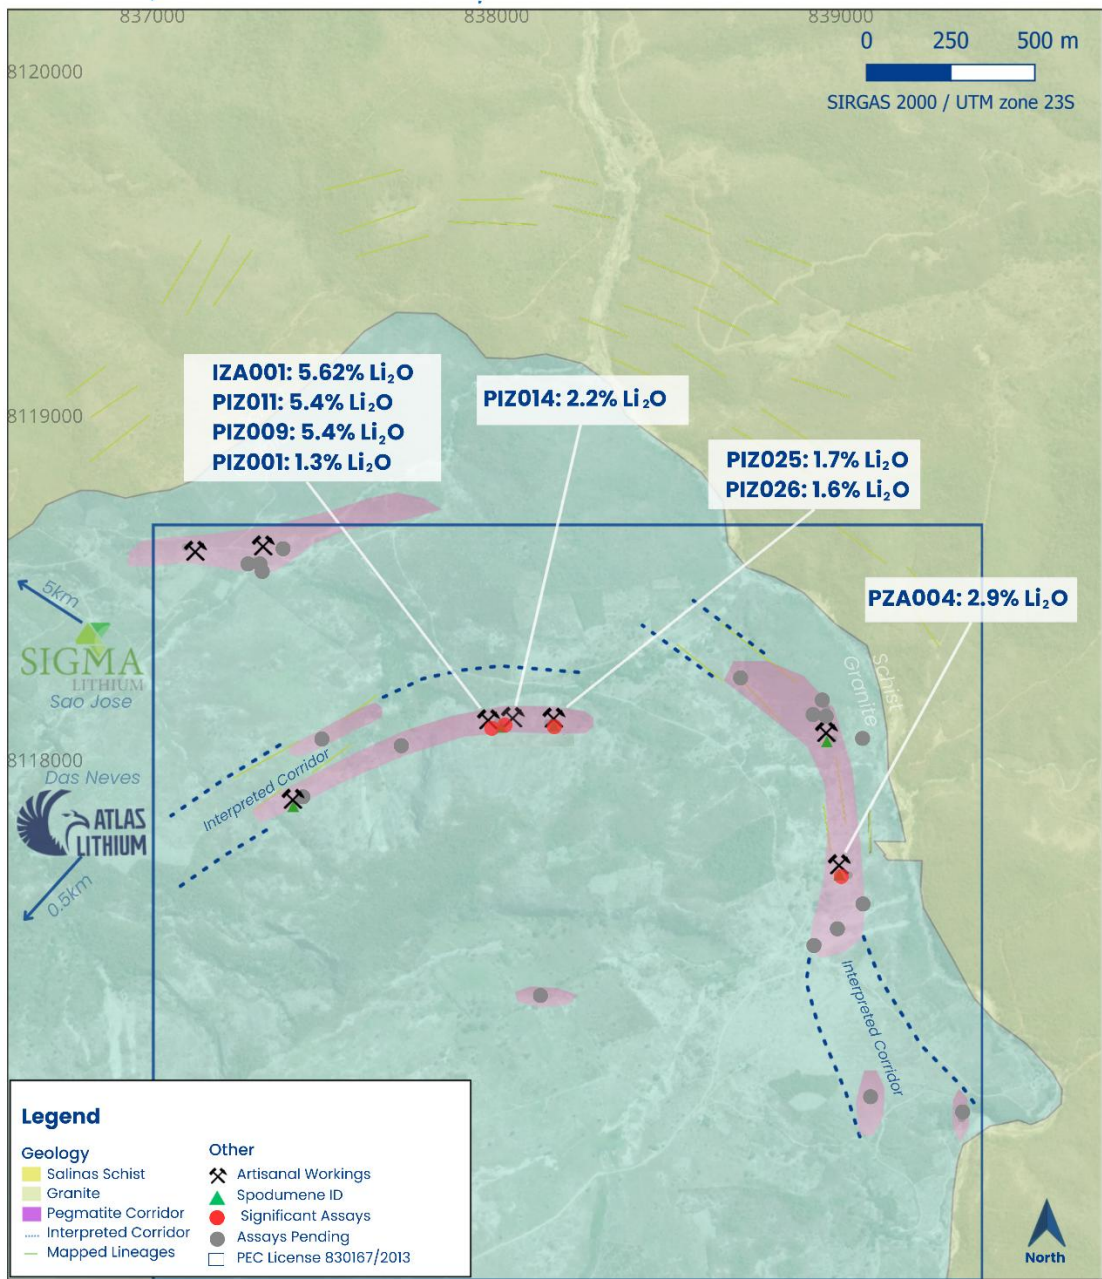 837000
838000
839000
0 250 500 m
SIRGAS 2000 / UTM zone 23S
8120000
8119000
8118000
IZA001: 5.62% Li₂O
PIZ011: 5.4% Li₂O
PIZ009: 5.4% Li₂O
PIZ001: 1.3% Li₂O
PIZ014: 2.2% Li₂O
PIZ025: 1.7% Li₂O
PIZ026: 1.6% Li₂O
PZA004: 2.9% Li₂O
5km
SIGMA
LITHIUM
Sao Jose
Schist
Granite
Das Neves
ATLAS
LITHIUM
0.5km
Interpreted Corridor
Interpreted Corridor
Legend
Geology
Salinas Schist
Granite
Pegmatite Corridor
Interpreted Corridor
Mapped Lineages
Other
Artisanal Workings
Spodumene ID
Significant Assays
Assays Pending
PEC License 830167/2013
North